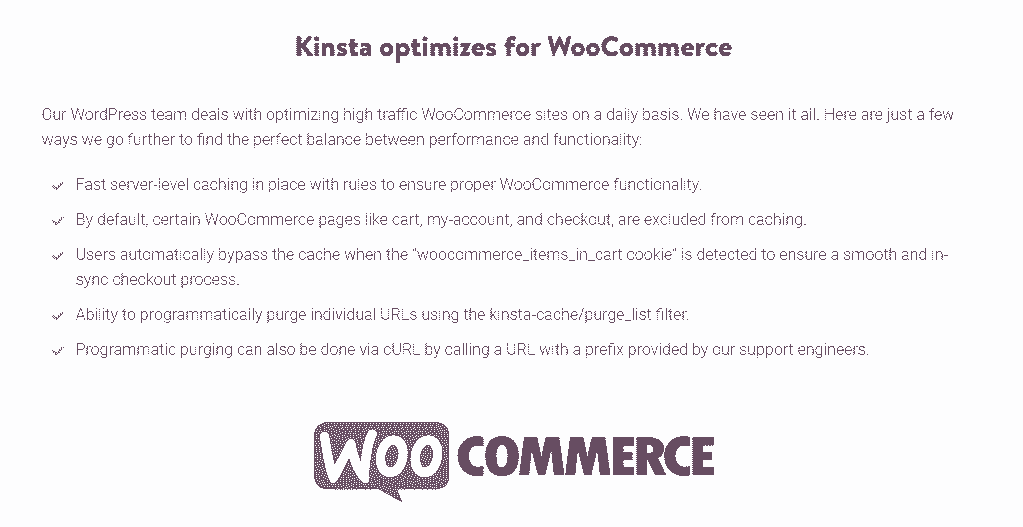 Kinsta optimizes for WooCommerce
Our WordPress team deals with optimizing high traffic WooCommerce sites on a daily basis. We have seen it all. Here are just a few
ways we go further to find the perfect balance between performance and functionality:
Fast server-level caching in place with rules to ensure proper WooCommerce functionality.
By default, certain WooCommerce pages like cart, my-account, and checkout, are excluded from caching.
Users automatically bypass the cache when the "woocommerce_items_in_cart cookie" is detected to ensure a smooth and in-
sync checkout process.
Ability to programmatically purge individual URLs using the kinsta-cache/purge_list filter.
Programmatic purging can also be done via cURL by calling a URL with a prefix provided by our support engineers.
WOO COMMERCE